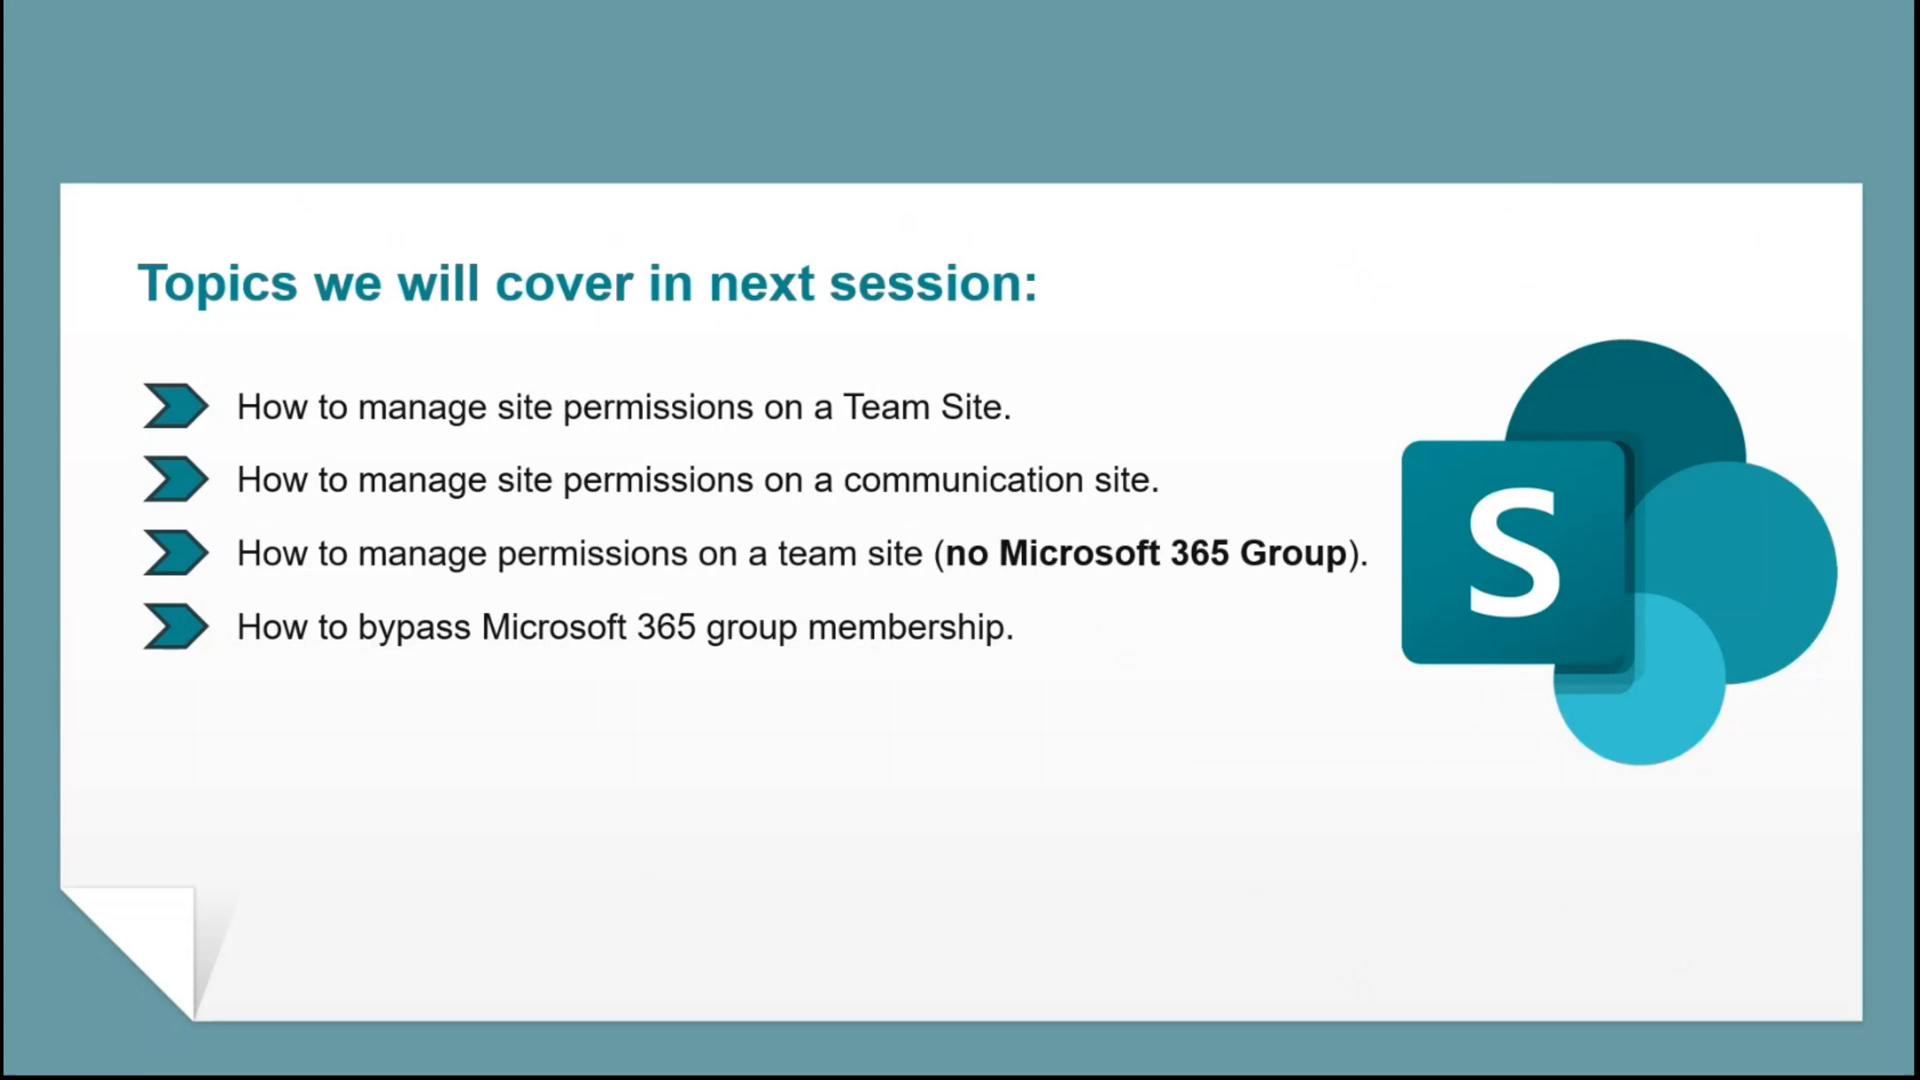 Topics we will cover in next session:
How to manage site permissions on a Team Site.
How to manage site permissions on a communication site.
How to manage permissions on a team site (no Microsoft 365 Group).
How to bypass Microsoft 365 group membership.
S